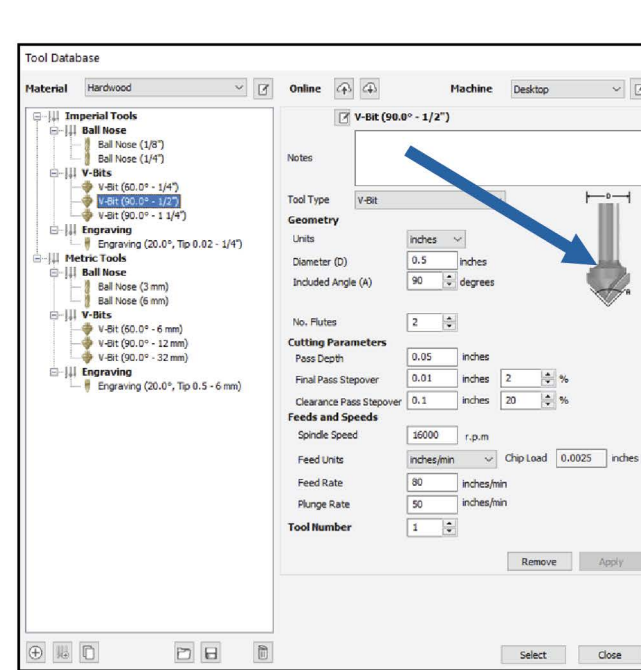 Tool Database
Material Hardwood Online Machine Desktop
Imperial Tools
Ball Nose
Ball Nose (1/8")
Ball Nose (1/4")
V-Bits
V-Bit (60.0° - 1/4")
V-Bit (90.0° - 1/2")
V-Bit (90.0° - 1 1/4")
Engraving
Engraving (20.0°, Tip 0.02 - 1/4")
Metric Tools
Ball Nose
Ball Nose (3 mm)
Ball Nose (6 mm)
V-Bits
V-Bit (60.0° - 6 mm)
V-Bit (90.0° - 12 mm)
V-Bit (90.0° - 32 mm)
Engraving
Engraving (20.0°, Tip 0.5 - 6 mm)
V-Bit (90.0° - 1/2")
Notes
Tool Type V-Bit
Geometry
Units inches
Diameter (D) 0.5 inches
Included Angle (A) 90 degrees
No. Flutes 2
Cutting Parameters
Pass Depth 0.05 inches
Final Pass Stepover 0.01 inches 2 %
Clearance Pass Stepover 0.1 inches 20 %
Feeds and Speeds
Spindle Speed 16000 r.p.m
Feed Units inches/min Chip Load 0.0025 inches
Feed Rate 80 inches/min
Plunge Rate 50 inches/min
Tool Number 1
D
A
Remove Apply
Select Close